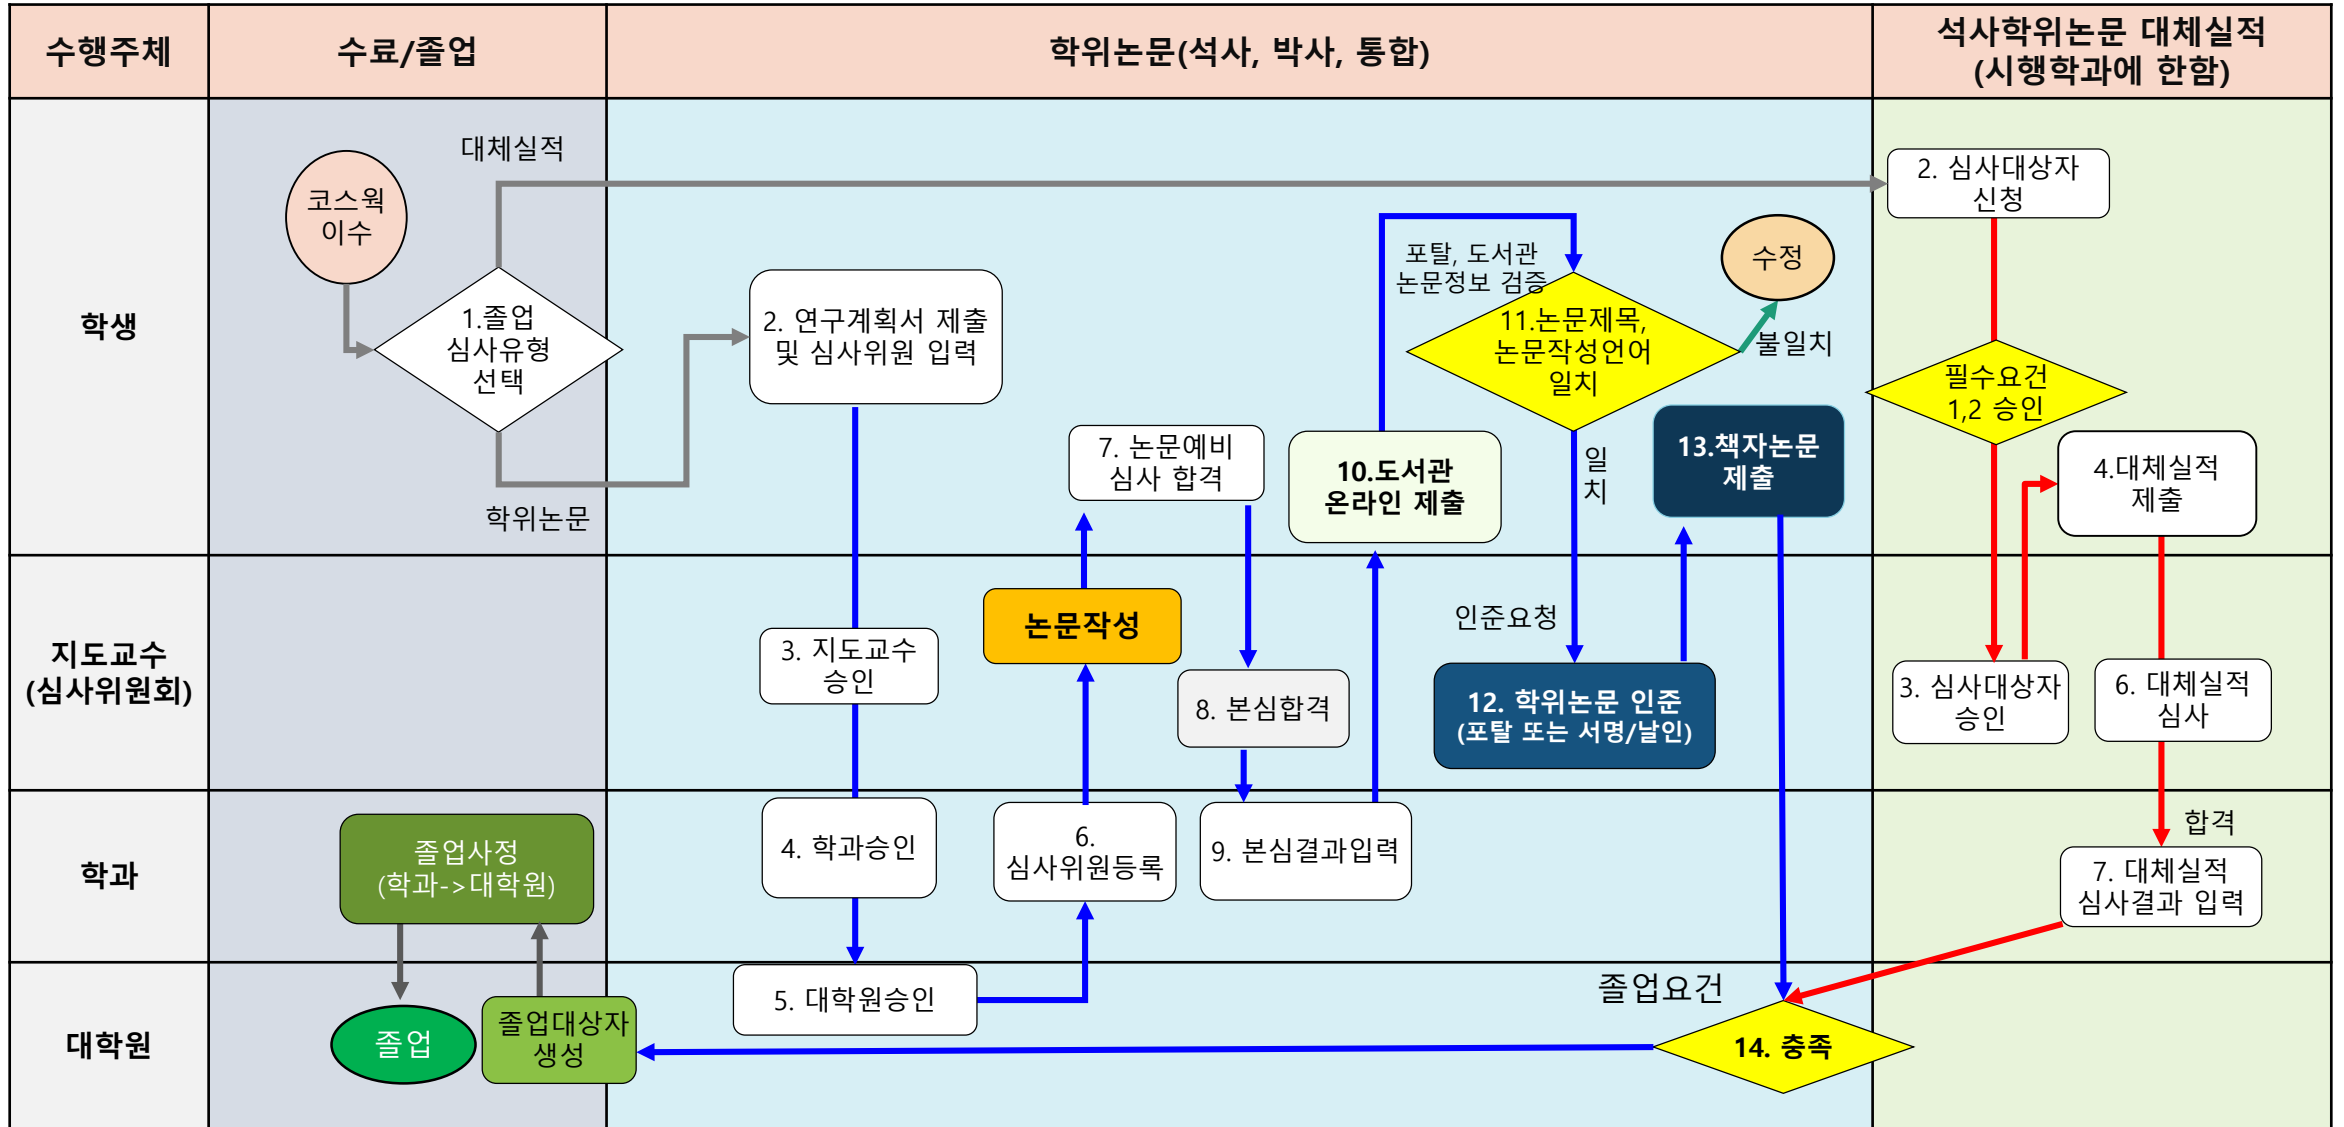 수행주체
수료/졸업
학위논문(석사, 박사, 통합)
석사학위논문 대체실적
(시행학과에 한함)
학생
코스웍
이수
대체실적
1.졸업
심사유형
선택
학위논문
2. 연구계획서 제출
및 심사위원 입력
7. 논문예비
심사 합격
10.도서관
온라인 제출
포탈, 도서관
논문정보 검증
11.논문제목,
논문작성언어
일치
수정
불일치
일
치
13.책자논문
제출
2. 심사대상자
신청
필수요건
1,2 승인
4.대체실적
제출
지도교수
(심사위원회)
3. 지도교수
승인
논문작성
8. 본심합격
인준요청
12. 학위논문 인준
(포탈 또는 서명/날인)
3. 심사대상자
승인
6. 대체실적
심사
학과
졸업사정
(학과->대학원)
4. 학과승인
6.
심사위원등록
9. 본심결과입력
합격
7. 대체실적
심사결과 입력
대학원
졸업
졸업대상자
생성
5. 대학원승인
졸업요건
14. 충족